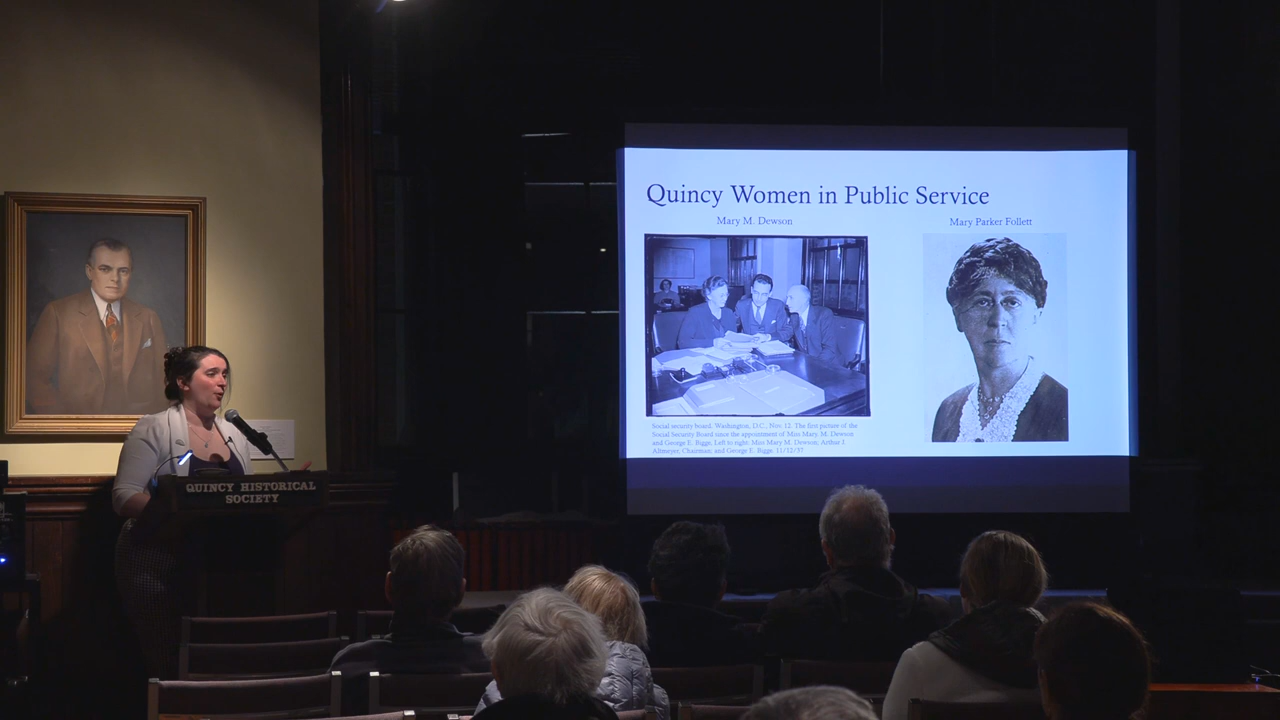 Quincy Women in Public Service
Mary M. Dewson
Mary Parker Follett
Social security board. Washington, D.C., Nov. 12. The first picture of the
Social Security Board since the appointment of Miss Mary. M. Dewson
and George E. Biggs. Left to right: Miss Mary M. Dewson; Arthur J.
Altmeyer, Chairman; and George E. Biggs. 11/12/37
QUINCY HISTORICAL
SOCIETY